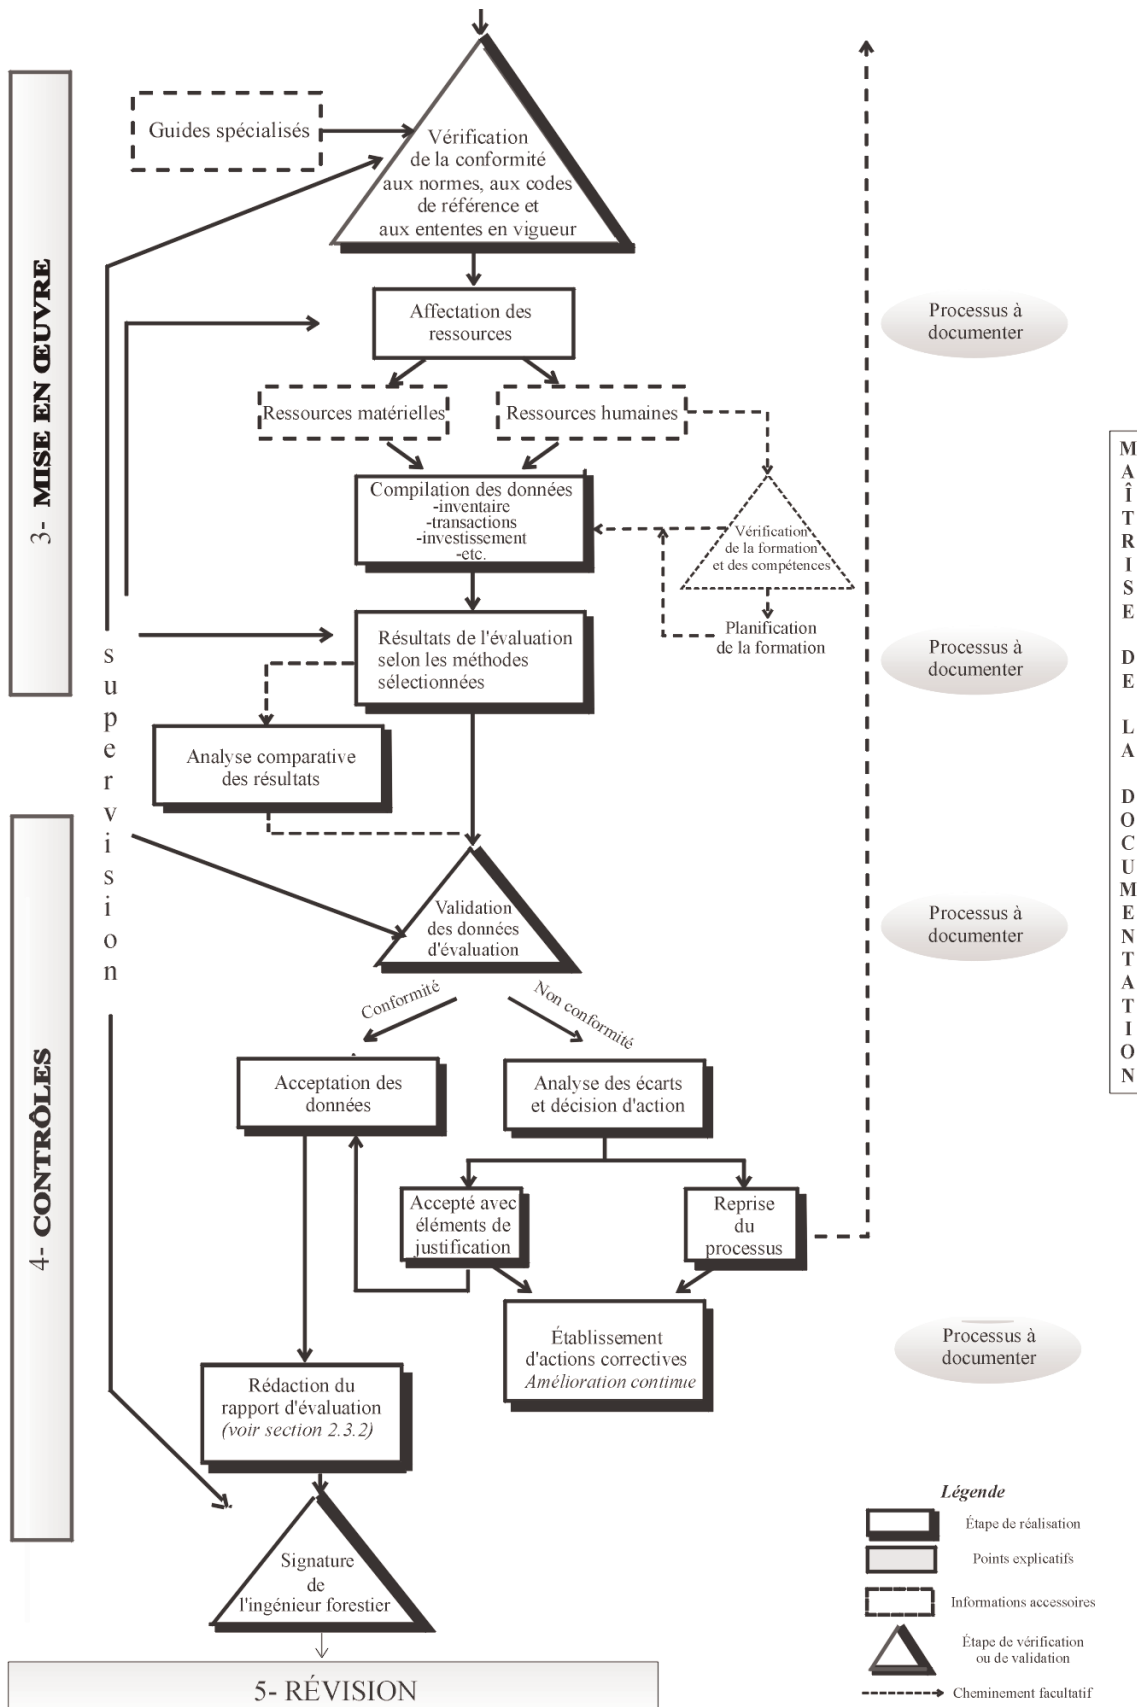 Guides spécialisés
Vérification
de la conformité
aux normes, aux codes
de référence et
aux ententes en vigueur
3- MISE EN ŒUVRE
Affectation des
ressources
Processus à
documenter
Ressources matérielles
Ressources humaines
Compilation des données
-inventaire
-transactions
-investissement
-etc.
Vérification
de la formation
et des compétences
Planification
de la formation
Résultats de l'évaluation
selon les méthodes
sélectionnées
Processus à
documenter
supervision
Analyse comparative
des résultats
MAÎTRISE DE LA DOCUMENTATION
Validation
des données
d'évaluation
Processus à
documenter
Conformité
Non conformité
4- CONTRÔLES
Acceptation des
données
Analyse des écarts
et décision d'action
Accepté avec
éléments de
justification
Reprise
du
processus
Établissement
d'actions correctives
Amélioration continue
Processus à
documenter
Rédaction du
rapport d'évaluation
(voir section 2.3.2)
Signature
de
l'ingénieur forestier
5- RÉVISION
Légende
Étape de réalisation
Points explicatifs
Informations accessoires
Étape de vérification
ou de validation
Cheminement facultatif